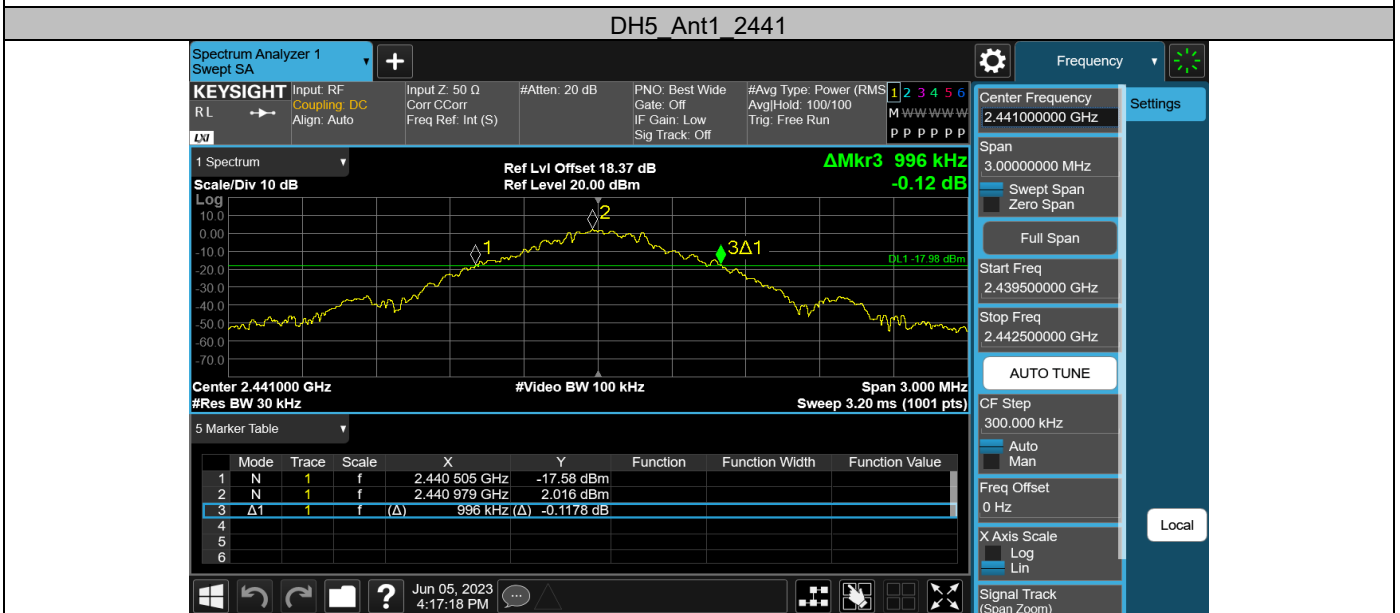 DH5_Ant1_2441
Spectrum Analyzer 1
Swept SA
Frequency
KEYSIGHT
R L
LXI
Input: RF
Coupling: DC
Align: Auto
Input Z: 50 Ω
Corr CCorr
Freq Ref: Int (S)
#Atten: 20 dB
PNO: Best Wide
Gate: Off
IF Gain: Low
Sig Track: Off
#Avg Type: Power (RMS
Avg|Hold: 100/100
Trig: Free Run
1 2 3 4 5 6
M W W W W W
P P P P P P
1 Spectrum
Scale/Div 10 dB
Ref Lvl Offset 18.37 dB
Ref Level 20.00 dBm
ΔMkr3 996 kHz
-0.12 dB
Log
10.0
0.00
-10.0
-20.0
-30.0
-40.0
-50.0
-60.0
-70.0
1
2
3Δ1
DL1 -17.98 dBm
Center 2.441000 GHz
#Res BW 30 kHz
#Video BW 100 kHz
Span 3.000 MHz
Sweep 3.20 ms (1001 pts)
5 Marker Table
Mode Trace Scale X Y Function Function Width Function Value
1 N 1 f 2.440 505 GHz -17.58 dBm
2 N 1 f 2.440 979 GHz 2.016 dBm
3 Δ1 1 f (Δ) 996 kHz (Δ) -0.1178 dB
4
5
6
Jun 05, 2023
4:17:18 PM
Center Frequency
2.441000000 GHz
Settings
Span
3.00000000 MHz
Swept Span
Zero Span
Full Span
Start Freq
2.439500000 GHz
Stop Freq
2.442500000 GHz
AUTO TUNE
CF Step
300.000 kHz
Auto
Man
Freq Offset
0 Hz
Local
X Axis Scale
Log
Lin
Signal Track
(Span Zoom)